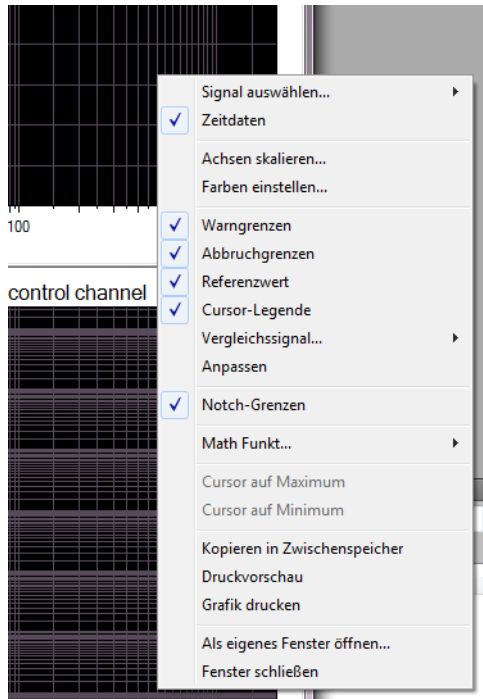 Signal auswählen...
Zeitdaten
Achsen skalieren...
Farben einstellen...
100
Warngrenzen
Abbruchgrenzen
Referenzwert
control channel
Cursor-Legende
Vergleichssignal...
Anpassen
Notch-Grenzen
Math Funkt...
Cursor auf Maximum
Cursor auf Minimum
Kopieren in Zwischenspeicher
Druckvorschau
Grafik drucken
Als eigenes Fenster öffnen...
Fenster schließen